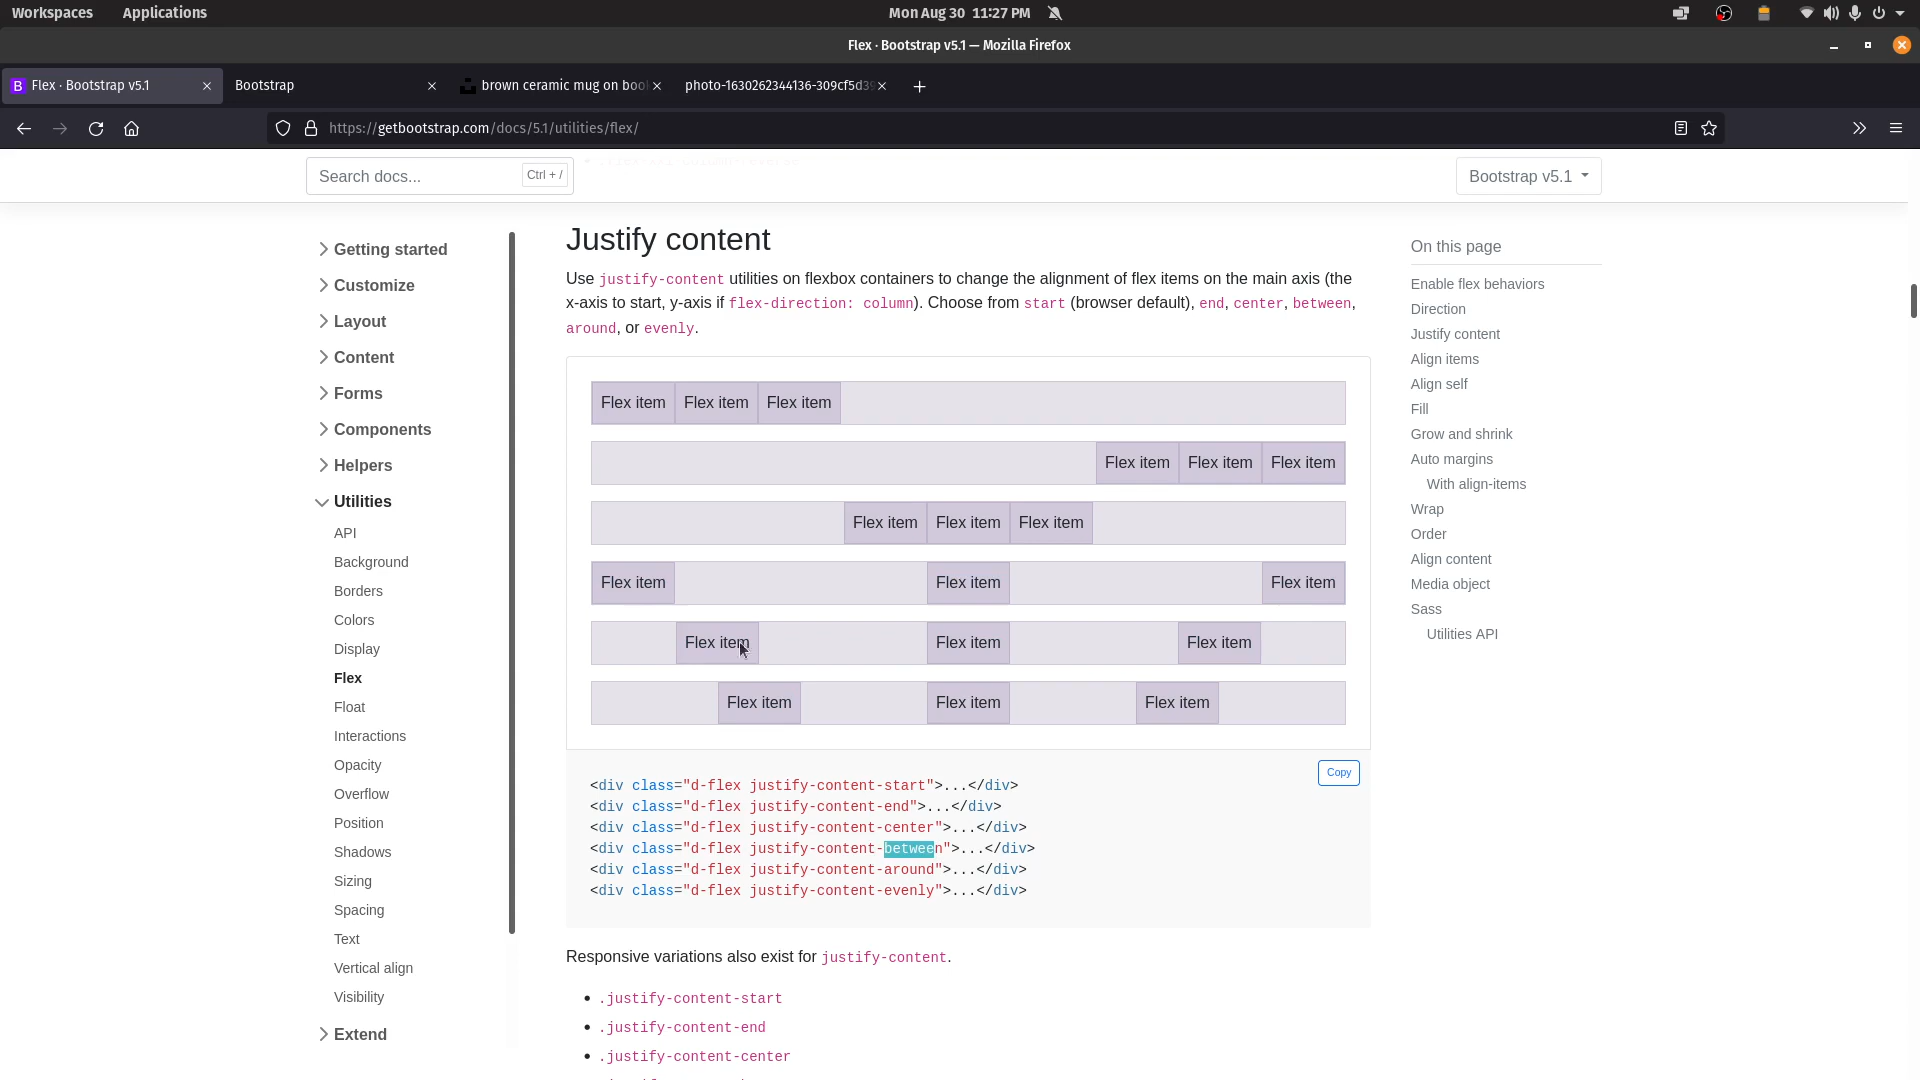 Workspaces Applications Mon Aug 30 11:27 PM
Flex · Bootstrap v5.1 — Mozilla Firefox
Flex · Bootstrap v5.1 Bootstrap brown ceramic mug on boo photo-1630262344136-309cf5d39
https://getbootstrap.com/docs/5.1/utilities/flex/
Search docs... Ctrl + / Bootstrap v5.1
Getting started
Customize
Layout
Content
Forms
Components
Helpers
Utilities
API
Background
Borders
Colors
Display
Flex
Float
Interactions
Opacity
Overflow
Position
Shadows
Sizing
Spacing
Text
Vertical align
Visibility
Extend
Justify content
Use justify-content utilities on flexbox containers to change the alignment of flex items on the main axis (the
x-axis to start, y-axis if flex-direction: column). Choose from start (browser default), end, center, between,
around, or evenly.
Flex item Flex item Flex item
Flex item Flex item Flex item
Flex item Flex item Flex item
Flex item Flex item Flex item
Flex item Flex item Flex item
Flex item Flex item Flex item
Copy
<div class="d-flex justify-content-start">...</div>
<div class="d-flex justify-content-end">...</div>
<div class="d-flex justify-content-center">...</div>
<div class="d-flex justify-content-between">...</div>
<div class="d-flex justify-content-around">...</div>
<div class="d-flex justify-content-evenly">...</div>
Responsive variations also exist for justify-content.
.justify-content-start
.justify-content-end
.justify-content-center
On this page
Enable flex behaviors
Direction
Justify content
Align items
Align self
Fill
Grow and shrink
Auto margins
With align-items
Wrap
Order
Align content
Media object
Sass
Utilities API